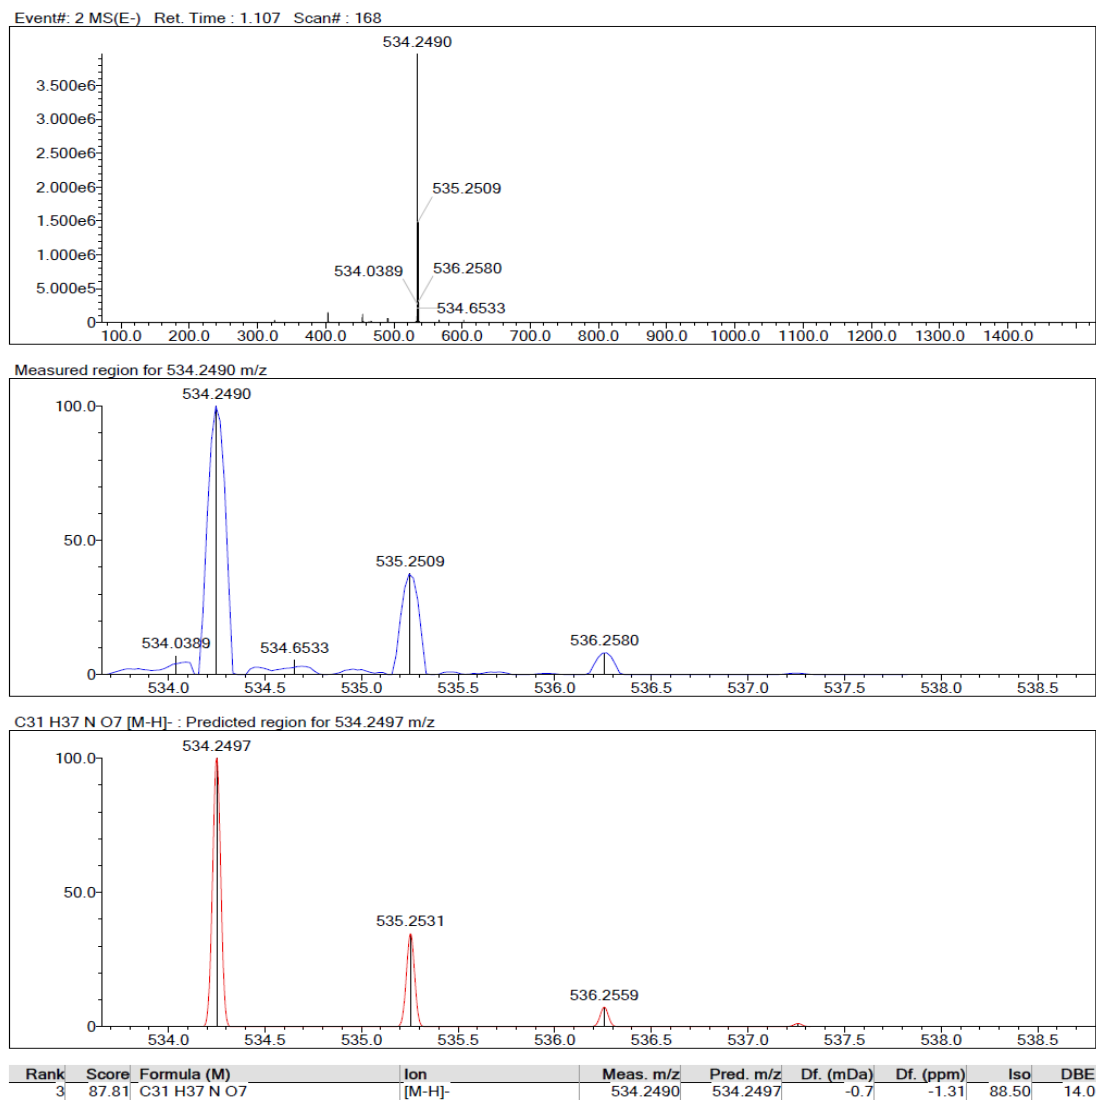 Event#: 2 MS(E-) Ret. Time : 1.107 Scan# : 168
534.2490
3.500e6
3.000e6
2.500e6
2.000e6
535.2509
1.500e6
1.000e6
534.0389
536.2580
5.000e5
534.6533
0
100.0 200.0 300.0 400.0 500.0 600.0 700.0 800.0 900.0 1000.0 1100.0 1200.0 1300.0 1400.0
Measured region for 534.2490 m/z
534.2490
100.0
50.0
535.2509
534.0389
534.6533
536.2580
0
534.0 534.5 535.0 535.5 536.0 536.5 537.0 537.5 538.0 538.5
C31 H37 N O7 [M-H]- : Predicted region for 534.2497 m/z
534.2497
100.0
50.0
535.2531
536.2559
0
534.0 534.5 535.0 535.5 536.0 536.5 537.0 537.5 538.0 538.5
Rank Score Formula (M) Ion Meas. m/z Pred. m/z Df. (mDa) Df. (ppm) Iso DBE
3 87.81 C31 H37 N O7 [M-H]- 534.2490 534.2497 -0.7 -1.31 88.50 14.0